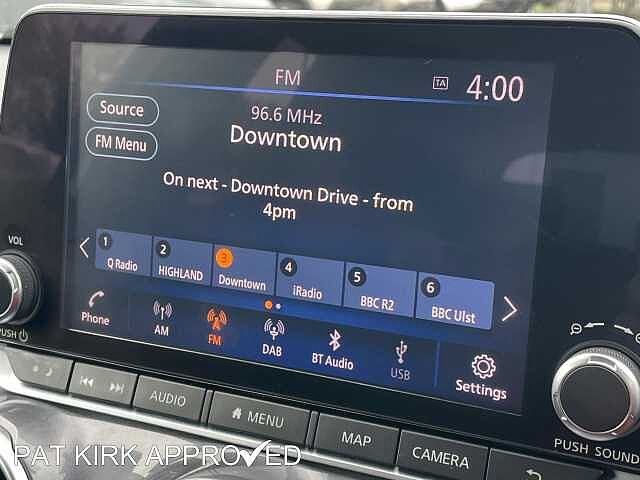 FM
TA
4:00
Source
96.6 MHz
Downtown
FM Menu
On next - Downtown Drive - from
4pm
VOL
1
Q Radio
2
HIGHLAND
3
Downtown
4
iRadio
5
BBC R2
6
BBC Ulst
Phone
AM
FM
DAB
BT Audio
USB
Settings
PUSH
AUDIO
MENU
MAP
CAMERA
PUSH SOUND
PAT KIRK APPROVED